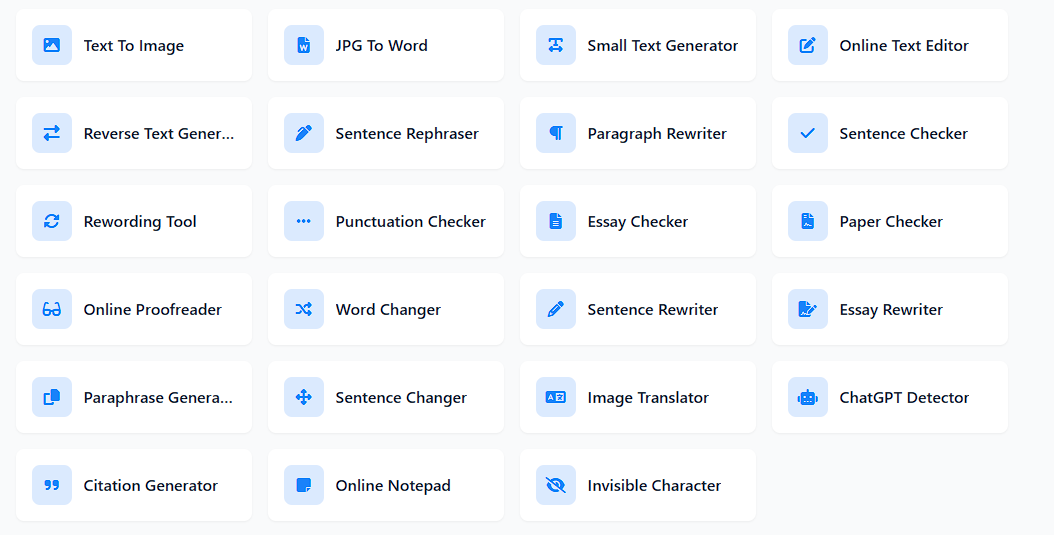 Text To Image
JPG To Word
Small Text Generator
Online Text Editor
Reverse Text Gener...
Sentence Rephraser
Paragraph Rewriter
Sentence Checker
Rewording Tool
Punctuation Checker
Essay Checker
Paper Checker
Online Proofreader
Word Changer
Sentence Rewriter
Essay Rewriter
Paraphrase Genera...
Sentence Changer
Image Translator
ChatGPT Detector
Citation Generator
Online Notepad
Invisible Character